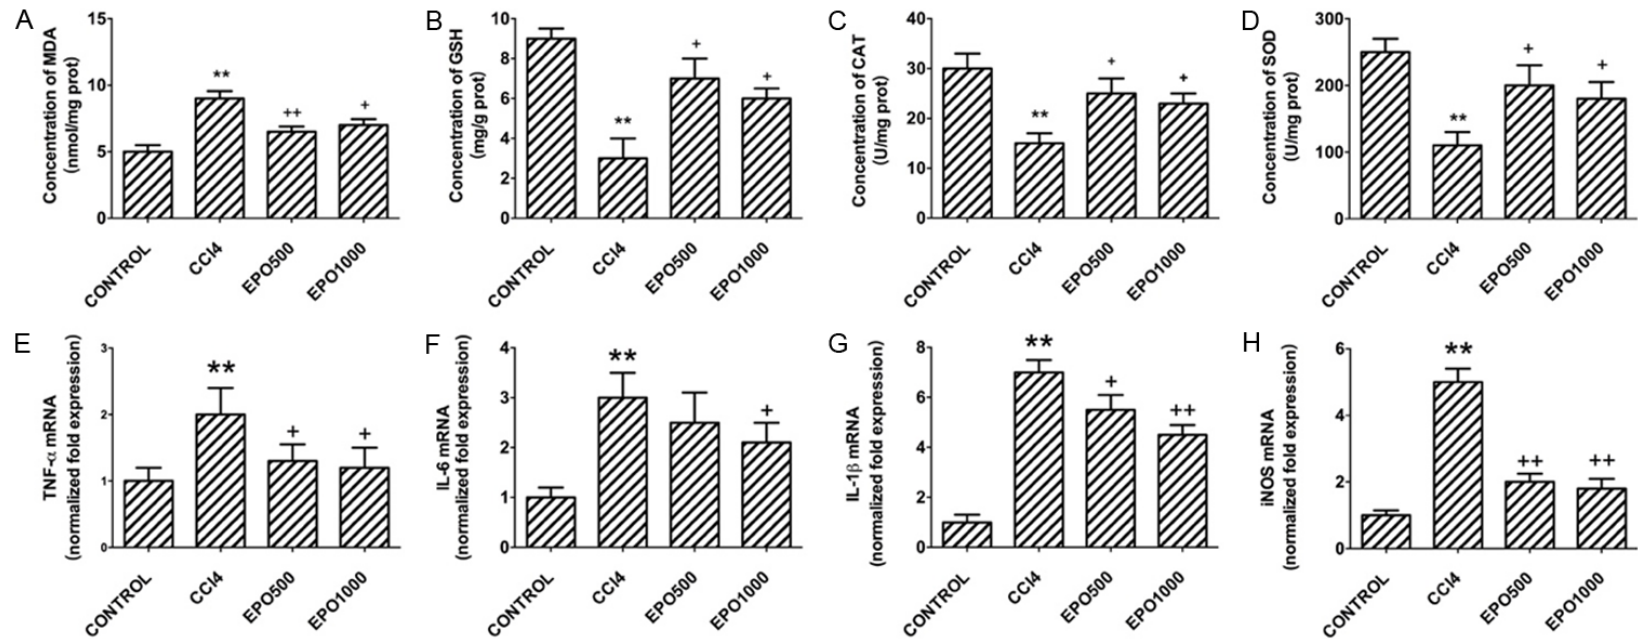 A
Concentration of MDA
(nmol/mg prot)
15
10
5
0
**
++
+
CONTROL
CCl4
EPO500
EPO1000
B
Concentration of GSH
(mg/g prot)
10
8
6
4
2
0
**
+
+
CONTROL
CCl4
EPO500
EPO1000
C
Concentration of CAT
(U/mg prot)
40
30
20
10
0
**
+
+
CONTROL
CCl4
EPO500
EPO1000
D
Concentration of SOD
(U/mg prot)
300
200
100
0
**
+
+
CONTROL
CCl4
EPO500
EPO1000
E
TNF-α mRNA
(normalized fold expression)
3
2
1
0
**
+
+
CONTROL
CCl4
EPO500
EPO1000
F
IL-6 mRNA
(normalized fold expression)
4
3
2
1
0
**
+
CONTROL
CCl4
EPO500
EPO1000
G
IL-1β mRNA
(normalized fold expression)
8
6
4
2
0
**
+
++
CONTROL
CCl4
EPO500
EPO1000
H
iNOS mRNA
(normalized fold expression)
6
4
2
0
**
++
++
CONTROL
CCl4
EPO500
EPO1000